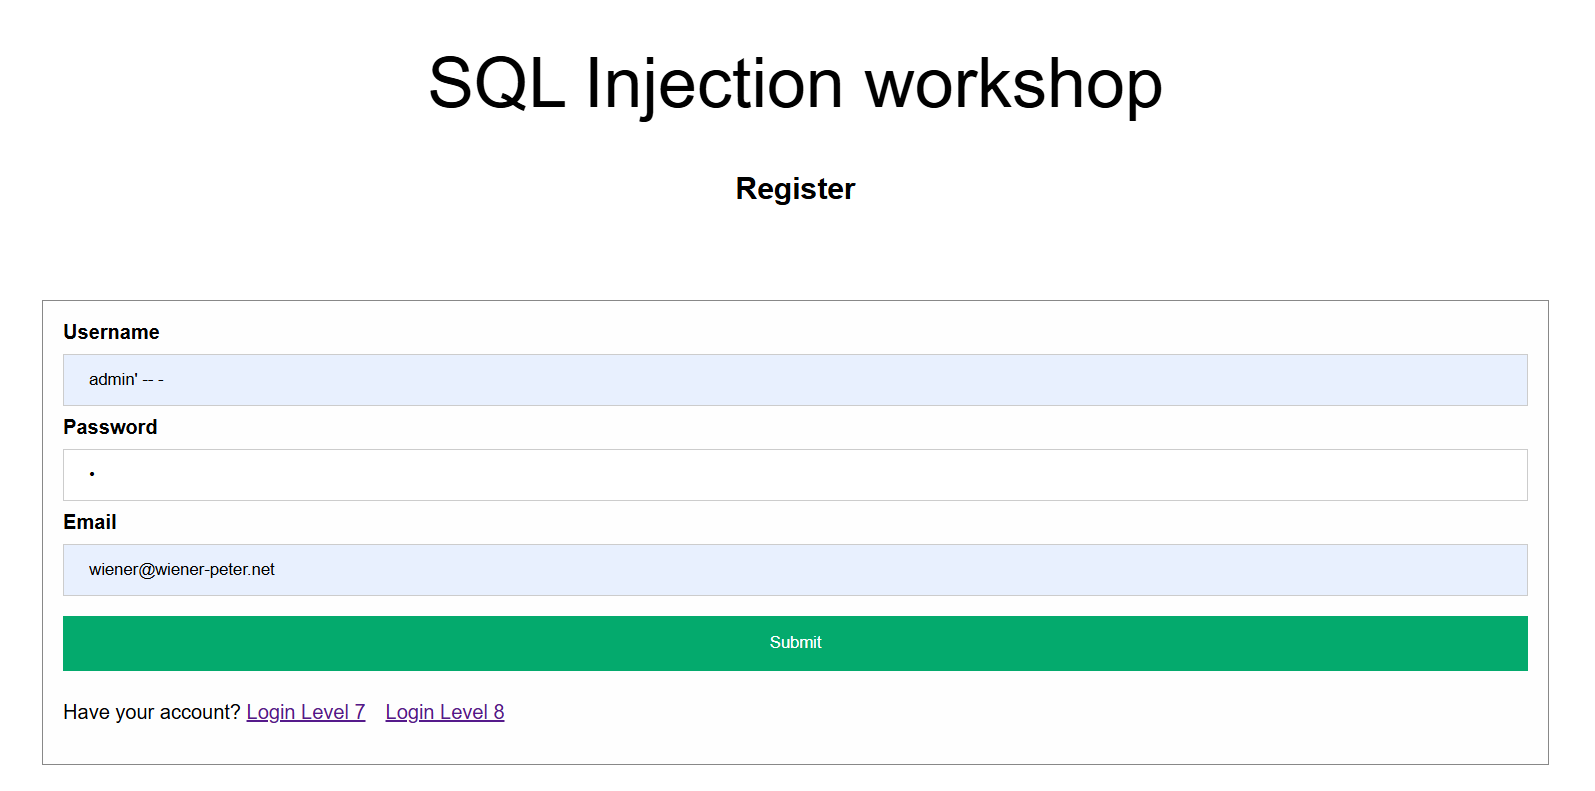 SQL Injection workshop
Register
Username
admin' -- -
Password
•
Email
wiener@wiener-peter.net
Submit
Have your account? Login Level 7 Login Level 8